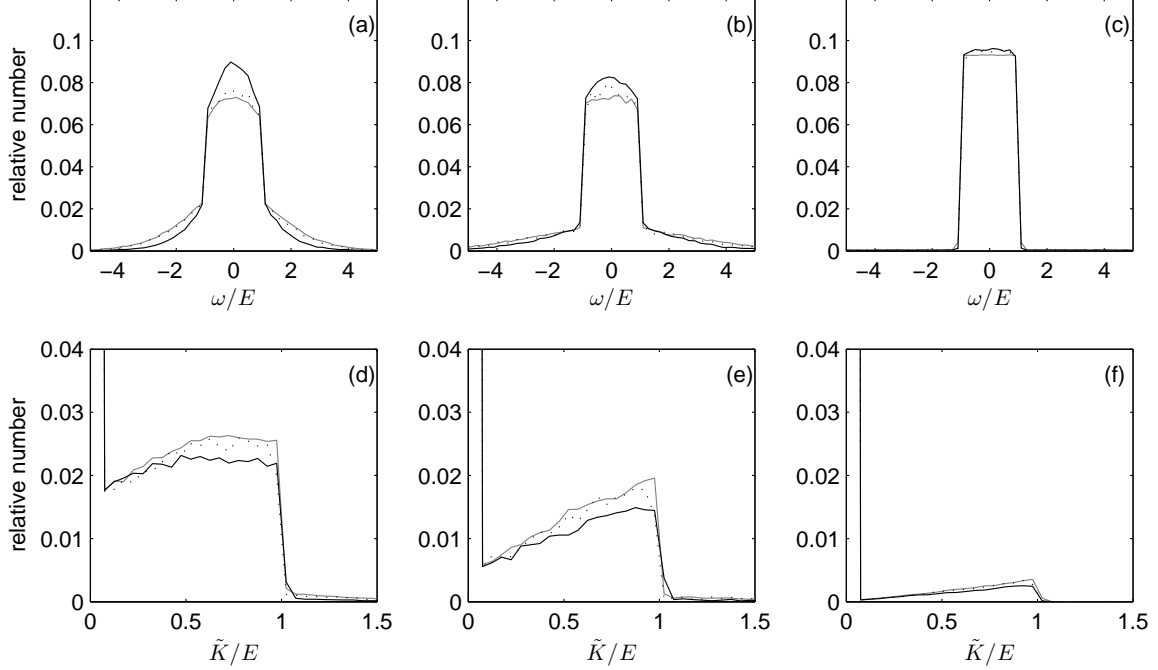 (a) (b) (c)
relative number
0.1 0.1 0.1
0.08 0.08 0.08
0.06 0.06 0.06
0.04 0.04 0.04
0.02 0.02 0.02
0 0 0
−4 −2 0 2 4 −4 −2 0 2 4 −4 −2 0 2 4
ω/E ω/E ω/E
(d) (e) (f)
relative number
0.04 0.04 0.04
0.03 0.03 0.03
0.02 0.02 0.02
0.01 0.01 0.01
0 0 0
0 0.5 1 1.5 0 0.5 1 1.5 0 0.5 1 1.5
K̃/E K̃/E K̃/E